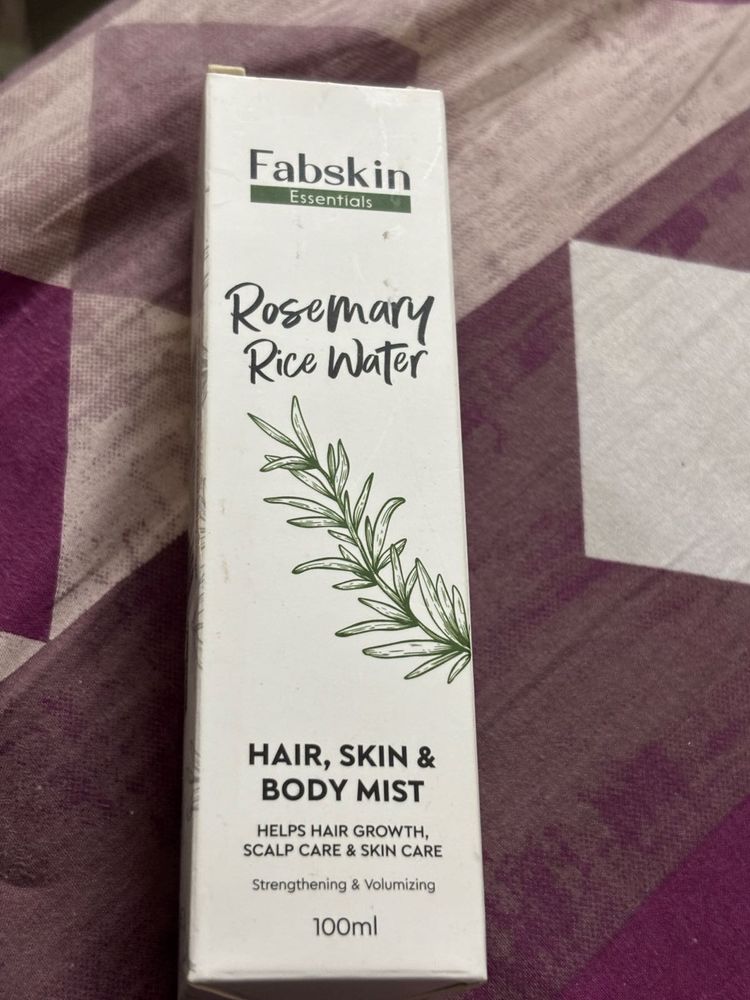 Fabskin
Essentials
Rosemary
Rice Water
HAIR, SKIN &
BODY MIST
HELPS HAIR GROWTH,
SCALP CARE & SKIN CARE
Strengthening & Volumizing
100ml